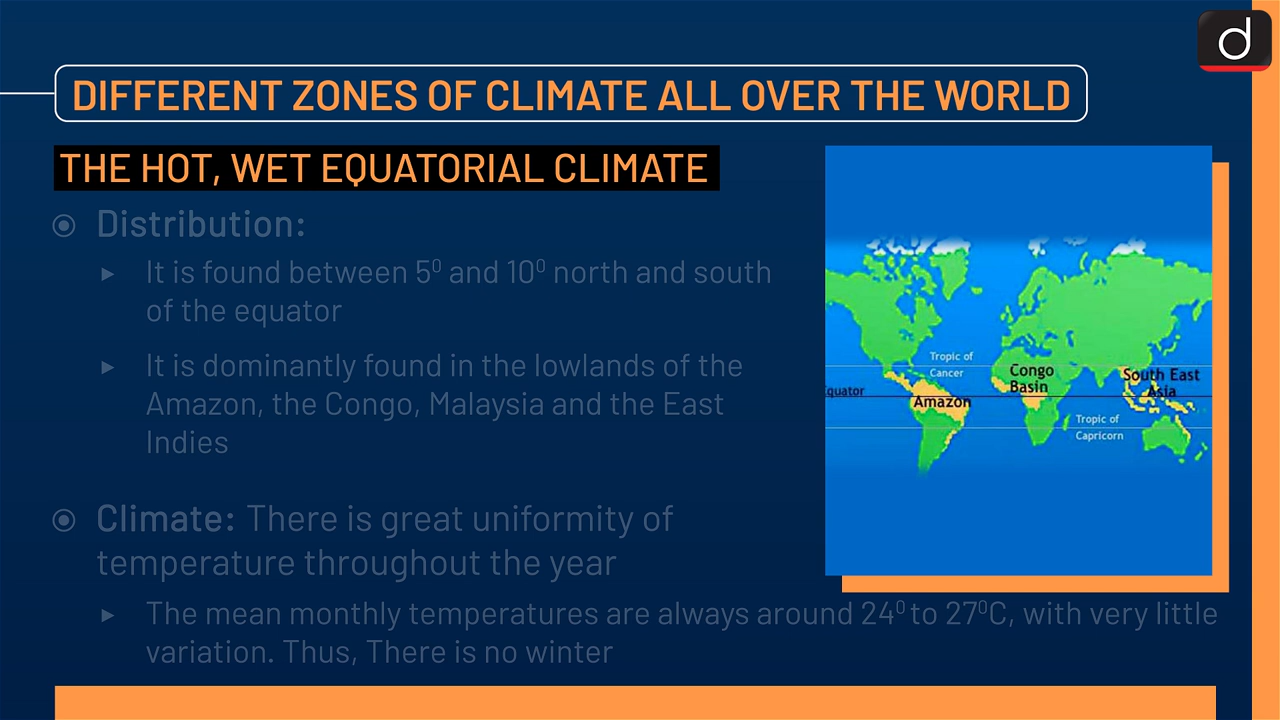 d
DIFFERENT ZONES OF CLIMATE ALL OVER THE WORLD
THE HOT, WET EQUATORIAL CLIMATE
Distribution:
It is found between 5⁰ and 10⁰ north and south
of the equator
It is dominantly found in the lowlands of the
Amazon, the Congo, Malaysia and the East
Indies
Climate: There is great uniformity of
temperature throughout the year
The mean monthly temperatures are always around 24⁰ to 27⁰C, with very little
variation. Thus, There is no winter
Tropic of
Cancer
Congo
Basin
South East
Asia
Equator
Amazon
Tropic of
Capricorn